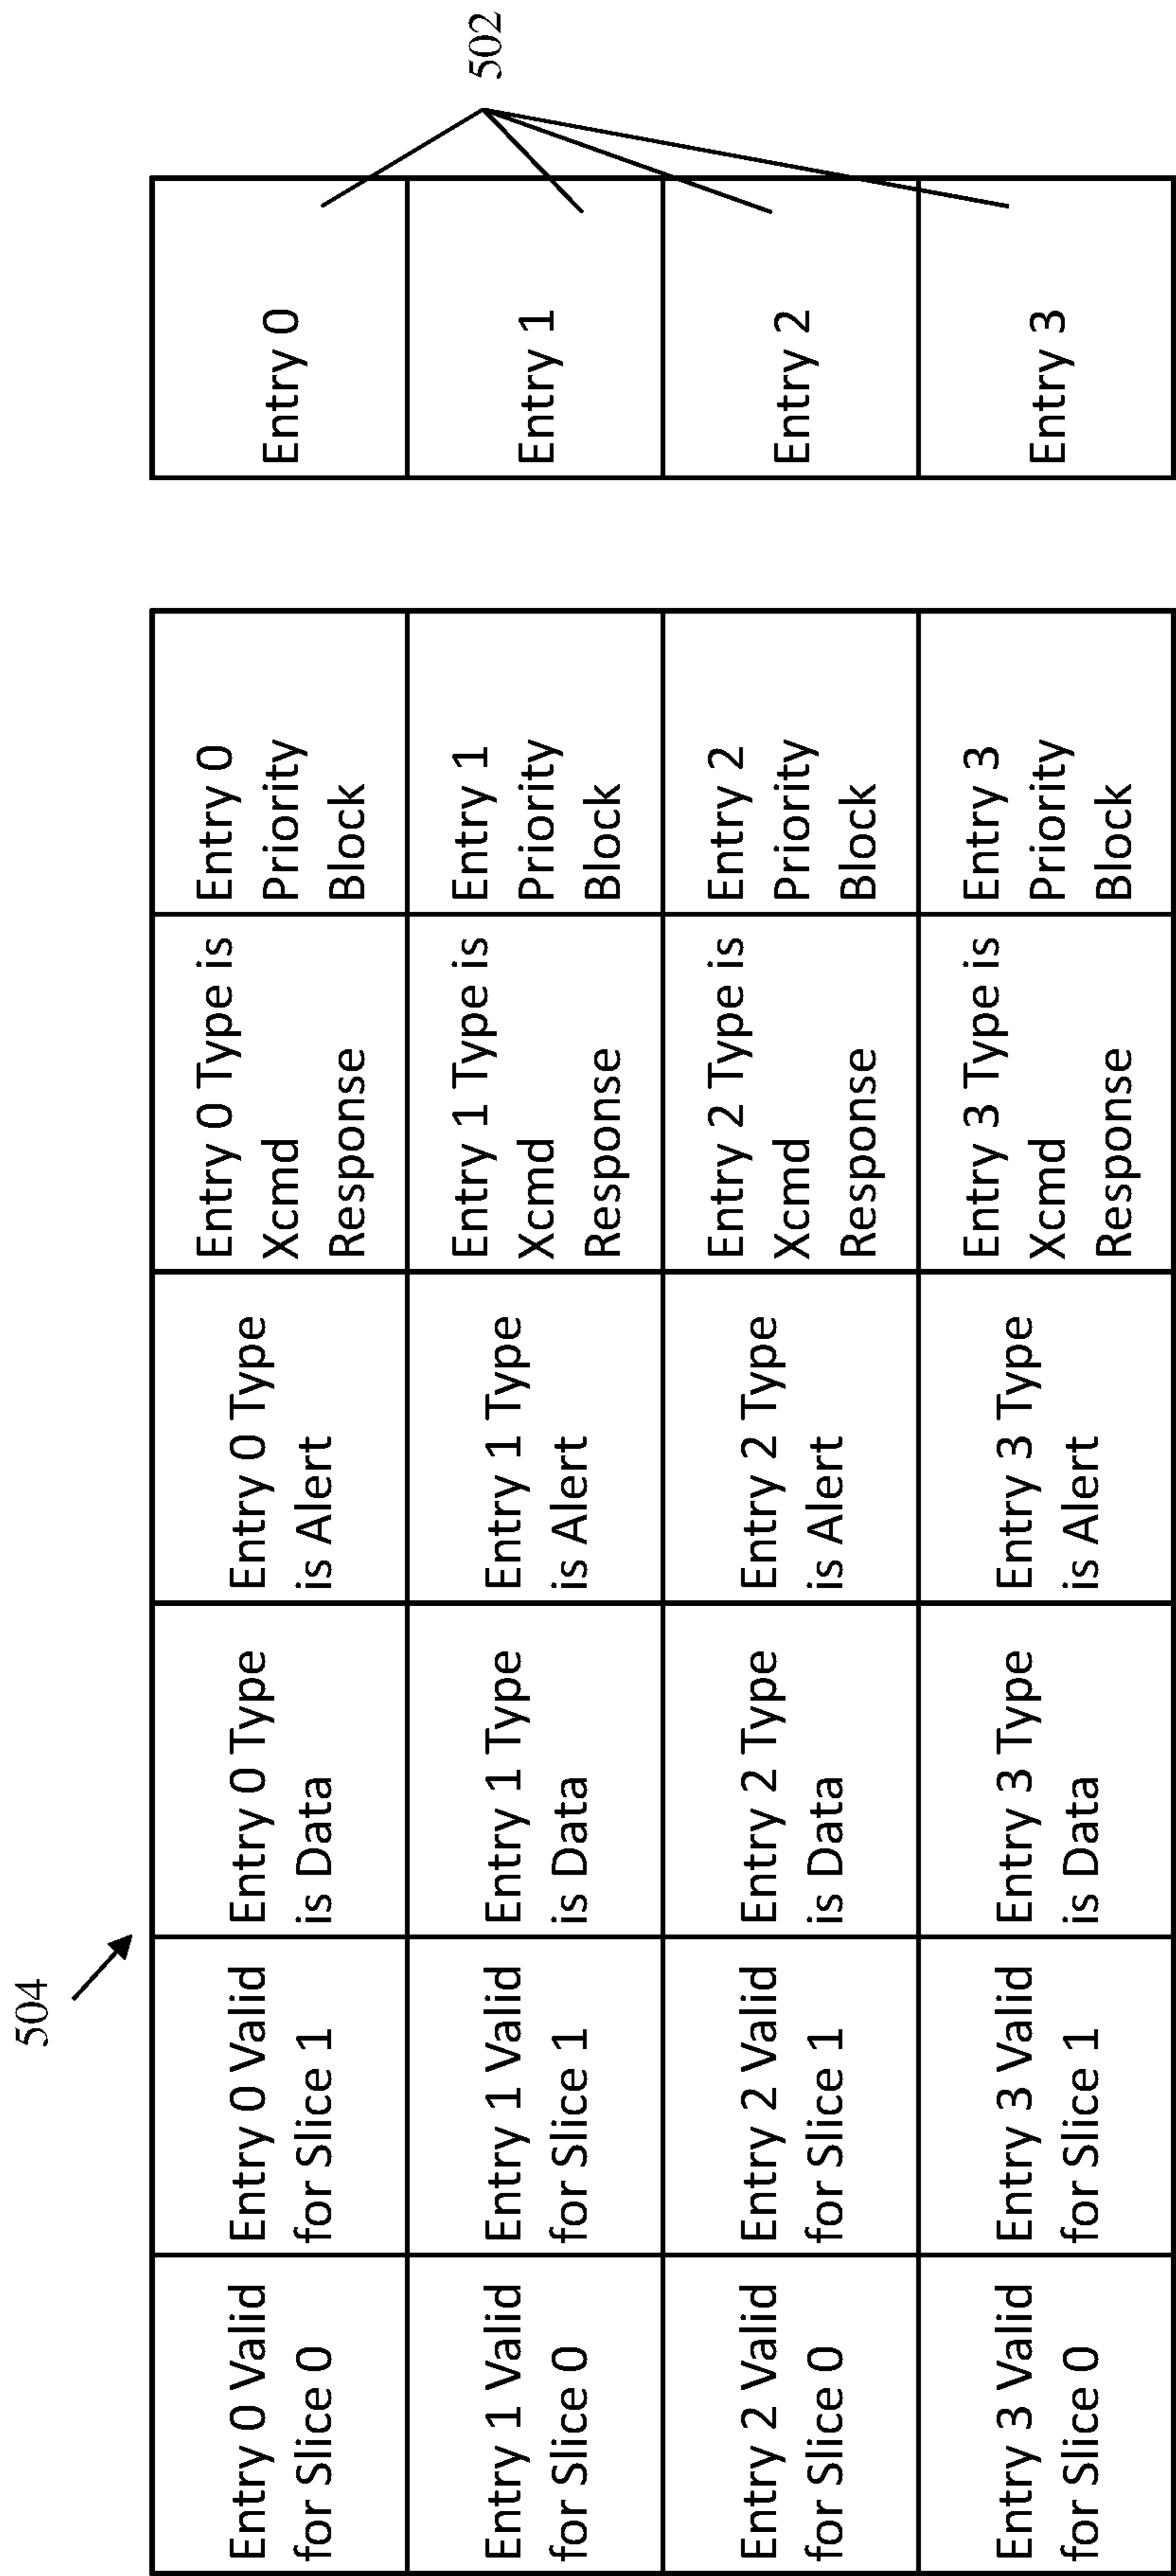 504
Entry 0 Valid
for Slice 0
Entry 0 Valid
for Slice 1
Entry 0 Type
is Data
Entry 0 Type
is Alert
Entry 0 Type is
Xcmd
Response
Entry 0
Priority
Block
Entry 0
Entry 1 Valid
for Slice 0
Entry 1 Valid
for Slice 1
Entry 1 Type
is Data
Entry 1 Type
is Alert
Entry 1 Type is
Xcmd
Response
Entry 1
Priority
Block
Entry 1
Entry 2 Valid
for Slice 0
Entry 2 Valid
for Slice 1
Entry 2 Type
is Data
Entry 2 Type
is Alert
Entry 2 Type is
Xcmd
Response
Entry 2
Priority
Block
Entry 2
Entry 3 Valid
for Slice 0
Entry 3 Valid
for Slice 1
Entry 3 Type
is Data
Entry 3 Type
is Alert
Entry 3 Type is
Xcmd
Response
Entry 3
Priority
Block
Entry 3
502